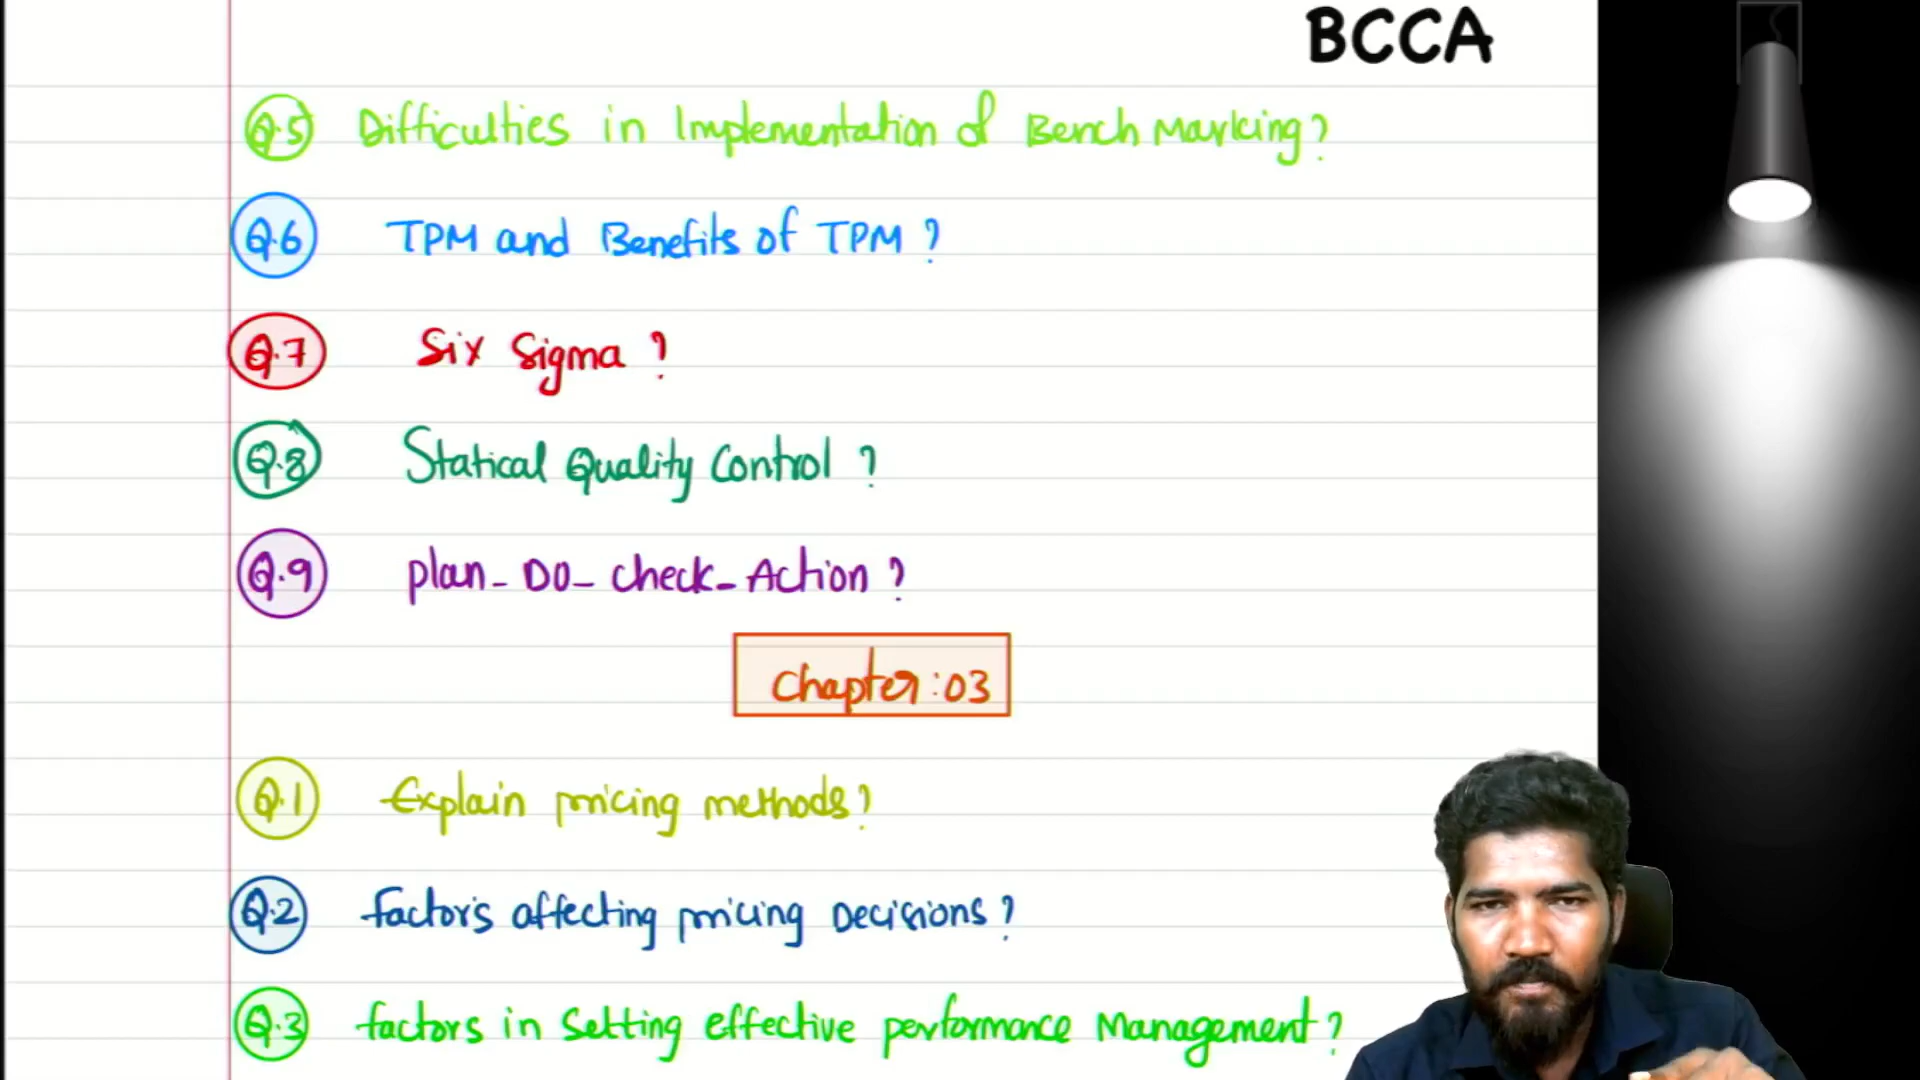 BCCA
Q.5 Difficulties in Implementation of Bench Marking?
Q.6 TPM and Benefits of TPM ?
Q.7 Six Sigma ?
Q.8 Statical Quality Control ?
Q.9 plan-DO-check-Action ?
Chapter:03
Q.1 Explain pricing methods?
Q.2 factors affecting pricing Decisions ?
Q.3 factors in Setting effective performance Management ?